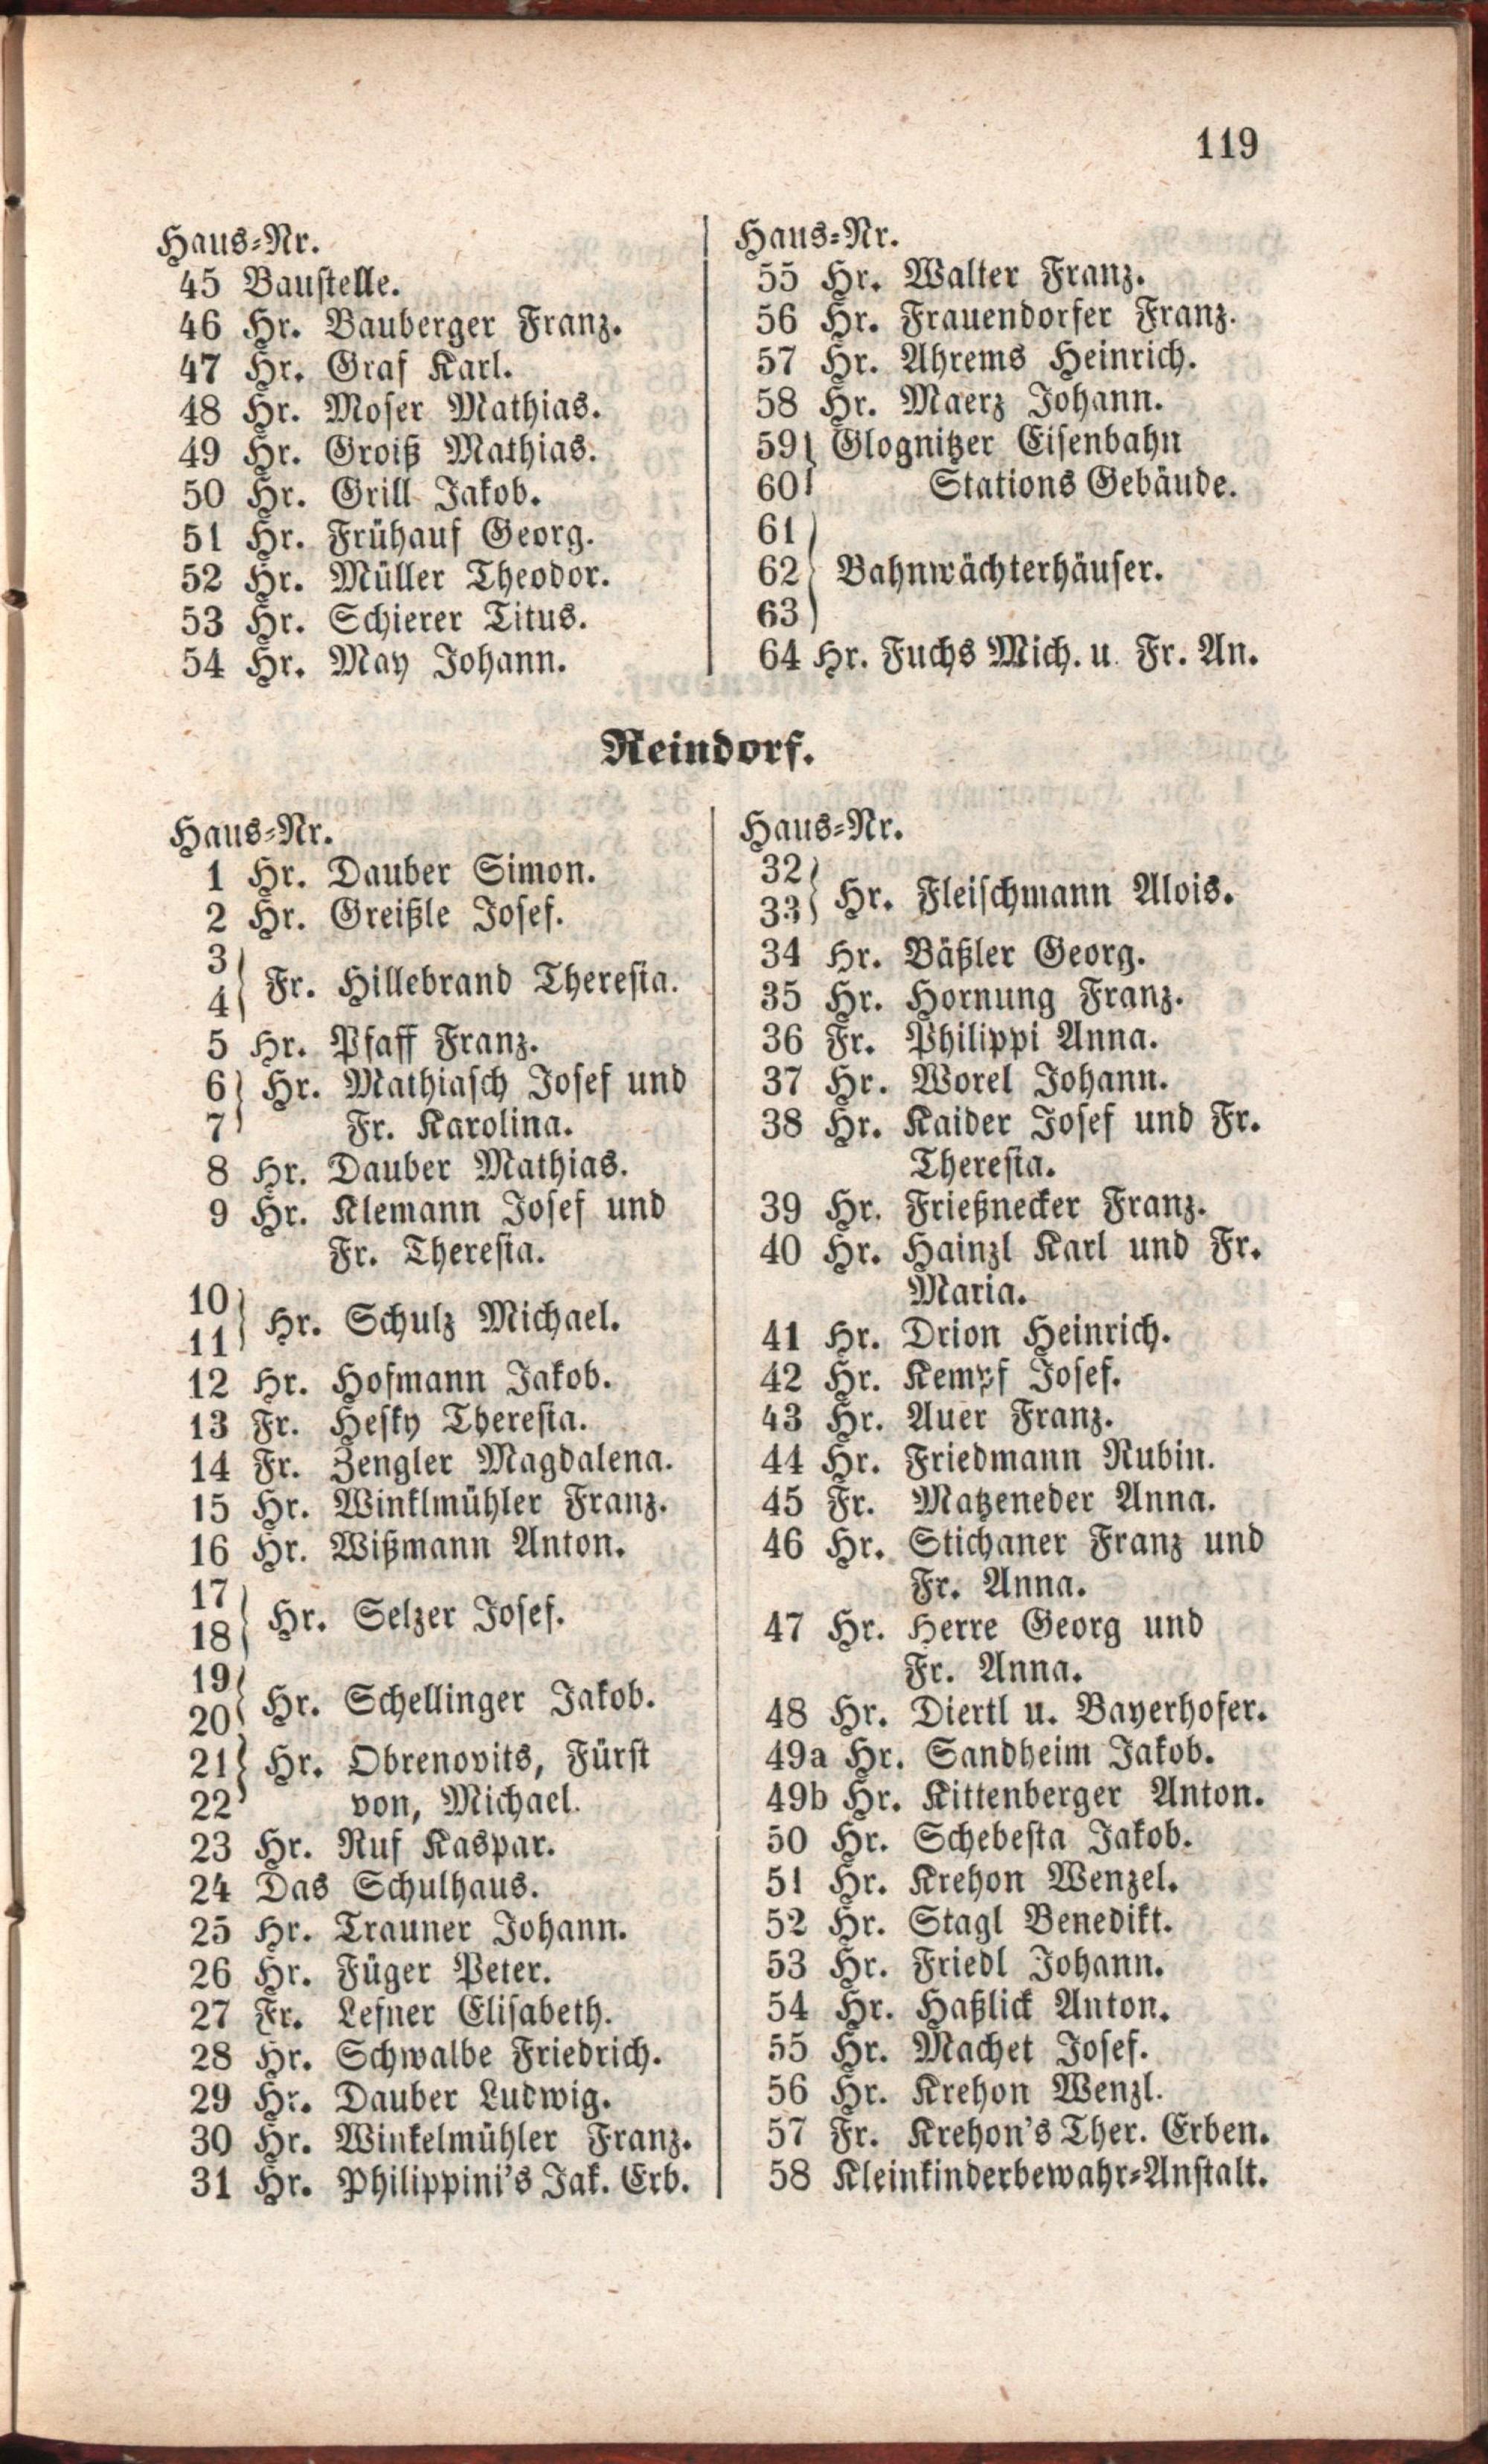 119
Haus-Nr.
45 Baustelle.
46 Hr. Bauberger Franz.
47 Hr. Graf Karl.
48 Hr. Moser Mathias.
49 Hr. Groiß Mathias.
50 Hr. Grill Jakob.
51 Hr. Frühauf Georg.
52 Hr. Müller Theodor.
53 Hr. Schierer Titus.
54 Hr. May Johann.
Haus-Nr.
55 Hr. Walter Franz.
56 Hr. Frauendorfer Franz.
57 Hr. Ahrems Heinrich.
58 Hr. Maerz Johann.
59} Glognitzer Eisenbahn
60} Stations Gebäude.
61
62} Bahnwächterhäuser.
63
64 Hr. Fuchs Mich. u. Fr. An.
Reindorf.
Haus-Nr.
1 Hr. Dauber Simon.
2 Hr. Greißle Josef.
3
4} Fr. Hillebrand Theresia.
5 Hr. Pfaff Franz.
6} Hr. Mathiasch Josef und
7} Fr. Karolina.
8 Hr. Dauber Mathias.
9 Hr. Klemann Josef und
Fr. Theresia.
10
11} Hr. Schulz Michael.
12 Hr. Hofmann Jakob.
13 Fr. Hesky Theresia.
14 Fr. Zengler Magdalena.
15 Hr. Winklmühler Franz.
16 Hr. Wißmann Anton.
17
18} Hr. Selzer Josef.
19
20} Hr. Schellinger Jakob.
21} Hr. Obrenovits, Fürst
22} von, Michael.
23 Hr. Ruf Kaspar.
24 Das Schulhaus.
25 Hr. Trauner Johann.
26 Hr. Füger Peter.
27 Fr. Lefner Elisabeth.
28 Hr. Schwalbe Friedrich.
29 Hr. Dauber Ludwig.
30 Hr. Winkelmühler Franz.
31 Hr. Philippini's Jak. Erb.
Haus-Nr.
32
33} Hr. Fleischmann Alois.
34 Hr. Bäßler Georg.
35 Hr. Hornung Franz.
36 Fr. Philippi Anna.
37 Hr. Worel Johann.
38 Hr. Kaider Josef und Fr.
Theresia.
39 Hr. Frießnecker Franz.
40 Hr. Hainzl Karl und Fr.
Maria.
41 Hr. Drion Heinrich.
42 Hr. Kempf Josef.
43 Hr. Auer Franz.
44 Hr. Friedmann Rubin.
45 Fr. Matzeneder Anna.
46 Hr. Stichaner Franz und
Fr. Anna.
47 Hr. Herre Georg und
Fr. Anna.
48 Hr. Diertl u. Bayerhofer.
49a Hr. Sandheim Jakob.
49b Hr. Kittenberger Anton.
50 Hr. Schebesta Jakob.
51 Hr. Krehon Wenzel.
52 Hr. Stagl Benedikt.
53 Hr. Friedl Johann.
54 Hr. Haßlick Anton.
55 Hr. Machet Josef.
56 Hr. Krehon Wenzl.
57 Fr. Krehon's Ther. Erben.
58 Kleinkinderbewahr-Anstalt.